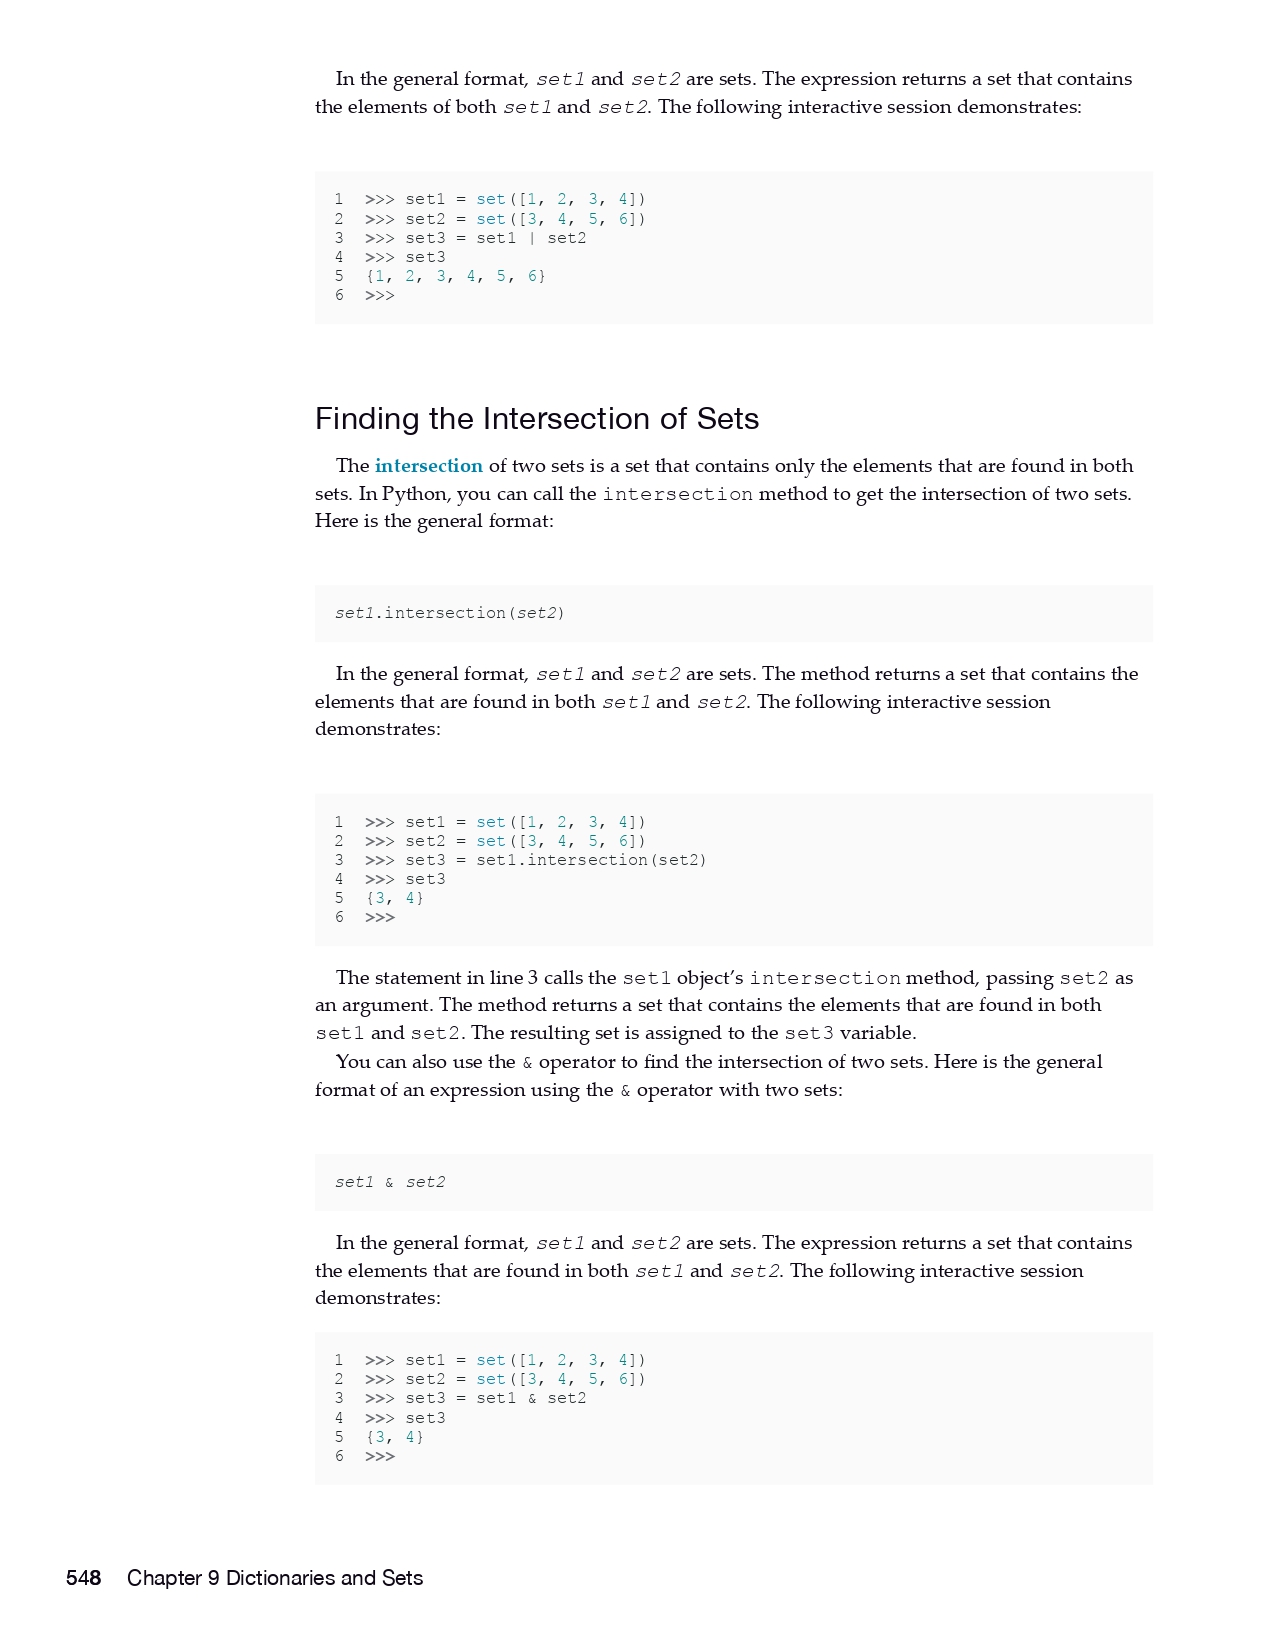 In the general format, set1 and set2 are sets. The expression returns a set that contains
the elements of both set1 and set2. The following interactive session demonstrates:
1 >>> set1 = set([1, 2, 3, 4])
2 >>> set2 = set([3, 4, 5, 6])
3 >>> set3 = set1 | set2
4 >>> set3
5 {1, 2, 3, 4, 5, 6}
6 >>>
Finding the Intersection of Sets
The intersection of two sets is a set that contains only the elements that are found in both
sets. In Python, you can call the intersection method to get the intersection of two sets.
Here is the general format:
set1.intersection(set2)
In the general format, set1 and set2 are sets. The method returns a set that contains the
elements that are found in both set1 and set2. The following interactive session
demonstrates:
1 >>> set1 = set([1, 2, 3, 4])
2 >>> set2 = set([3, 4, 5, 6])
3 >>> set3 = set1.intersection(set2)
4 >>> set3
5 {3, 4}
6 >>>
The statement in line 3 calls the set1 object’s intersection method, passing set2 as
an argument. The method returns a set that contains the elements that are found in both
set1 and set2. The resulting set is assigned to the set3 variable.
You can also use the & operator to find the intersection of two sets. Here is the general
format of an expression using the & operator with two sets:
set1 & set2
In the general format, set1 and set2 are sets. The expression returns a set that contains
the elements that are found in both set1 and set2. The following interactive session
demonstrates:
1 >>> set1 = set([1, 2, 3, 4])
2 >>> set2 = set([3, 4, 5, 6])
3 >>> set3 = set1 & set2
4 >>> set3
5 {3, 4}
6 >>>
548 Chapter 9 Dictionaries and Sets